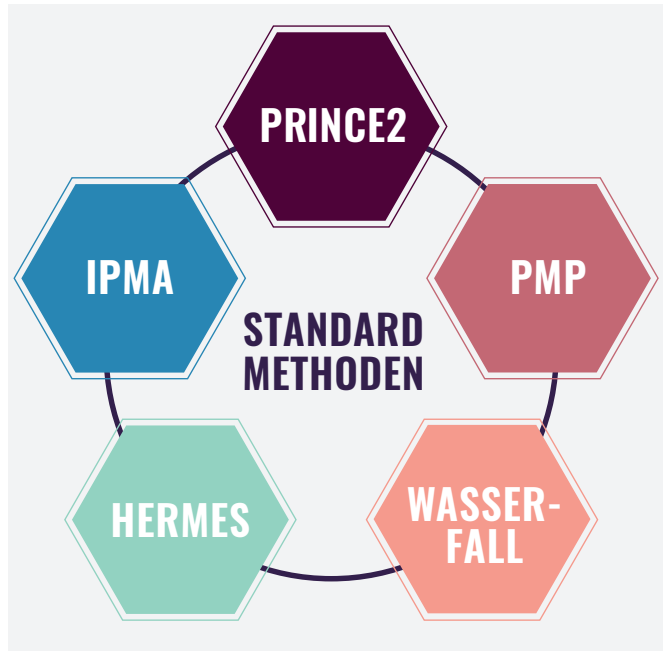 PRINCE2
IPMA
PMP
STANDARD
METHODEN
HERMES
WASSER-
FALL